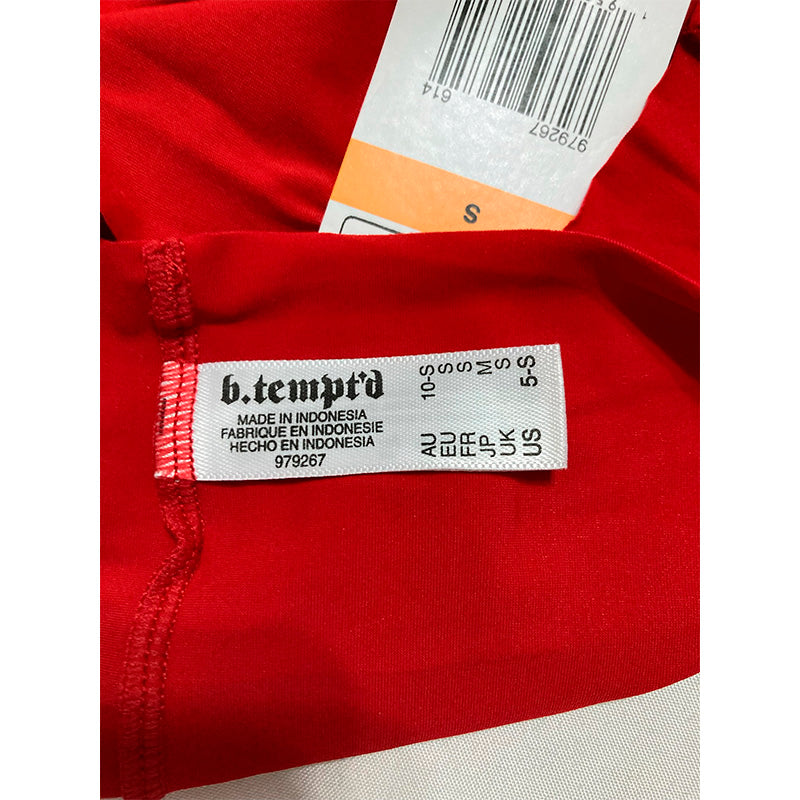 979267
614
S
b.tempt'd
MADE IN INDONESIA
FABRIQUE EN INDONESIE
HECHO EN INDONESIA
979267
AU 10-S
EU S
FR S
JP M
UK S
US 5-S